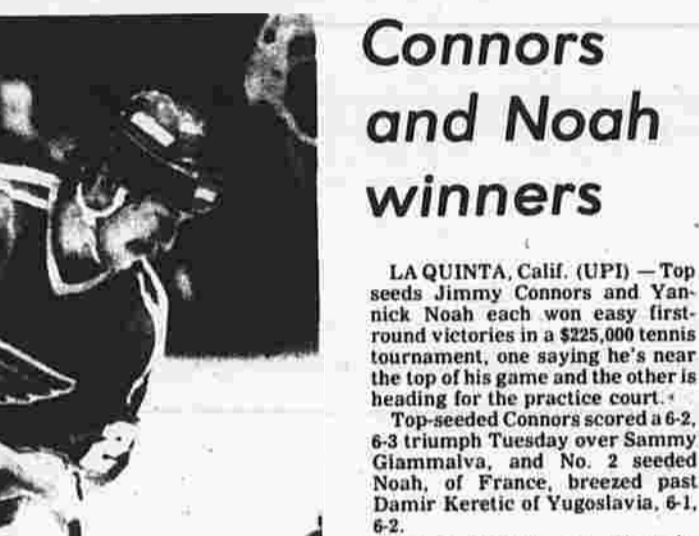 Connors
and Noah
winners
LA QUINTA, Calif. (UPI) — Top
seeds Jimmy Connors and Yan-
nick Noah each won easy first-
round victories in a $225,000 tennis
tournament, one saying he's near
the top of his game and the other is
heading for the practice court.
Top-seeded Connors scored a 6-2,
6-3 triumph Tuesday over Sammy
Giammalva, and No. 2 seeded
Noah, of France, breezed past
Damir Keretic of Yugoslavia, 6-1,
6-2.